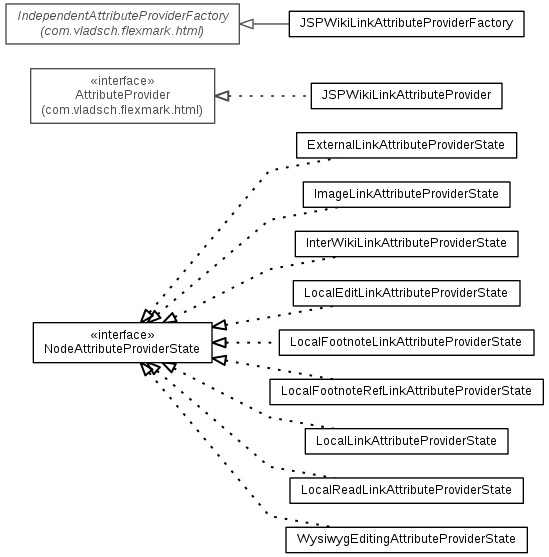 IndependentAttributeProviderFactory
(com.vladsch.flexmark.html)
JSPWikiLinkAttributeProviderFactory
«interface»
AttributeProvider
(com.vladsch.flexmark.html)
JSPWikiLinkAttributeProvider
ExternalLinkAttributeProviderState
ImageLinkAttributeProviderState
InterWikiLinkAttributeProviderState
LocalEditLinkAttributeProviderState
«interface»
NodeAttributeProviderState
LocalFootnoteLinkAttributeProviderState
LocalFootnoteRefLinkAttributeProviderState
LocalLinkAttributeProviderState
LocalReadLinkAttributeProviderState
WysiwygEditingAttributeProviderState